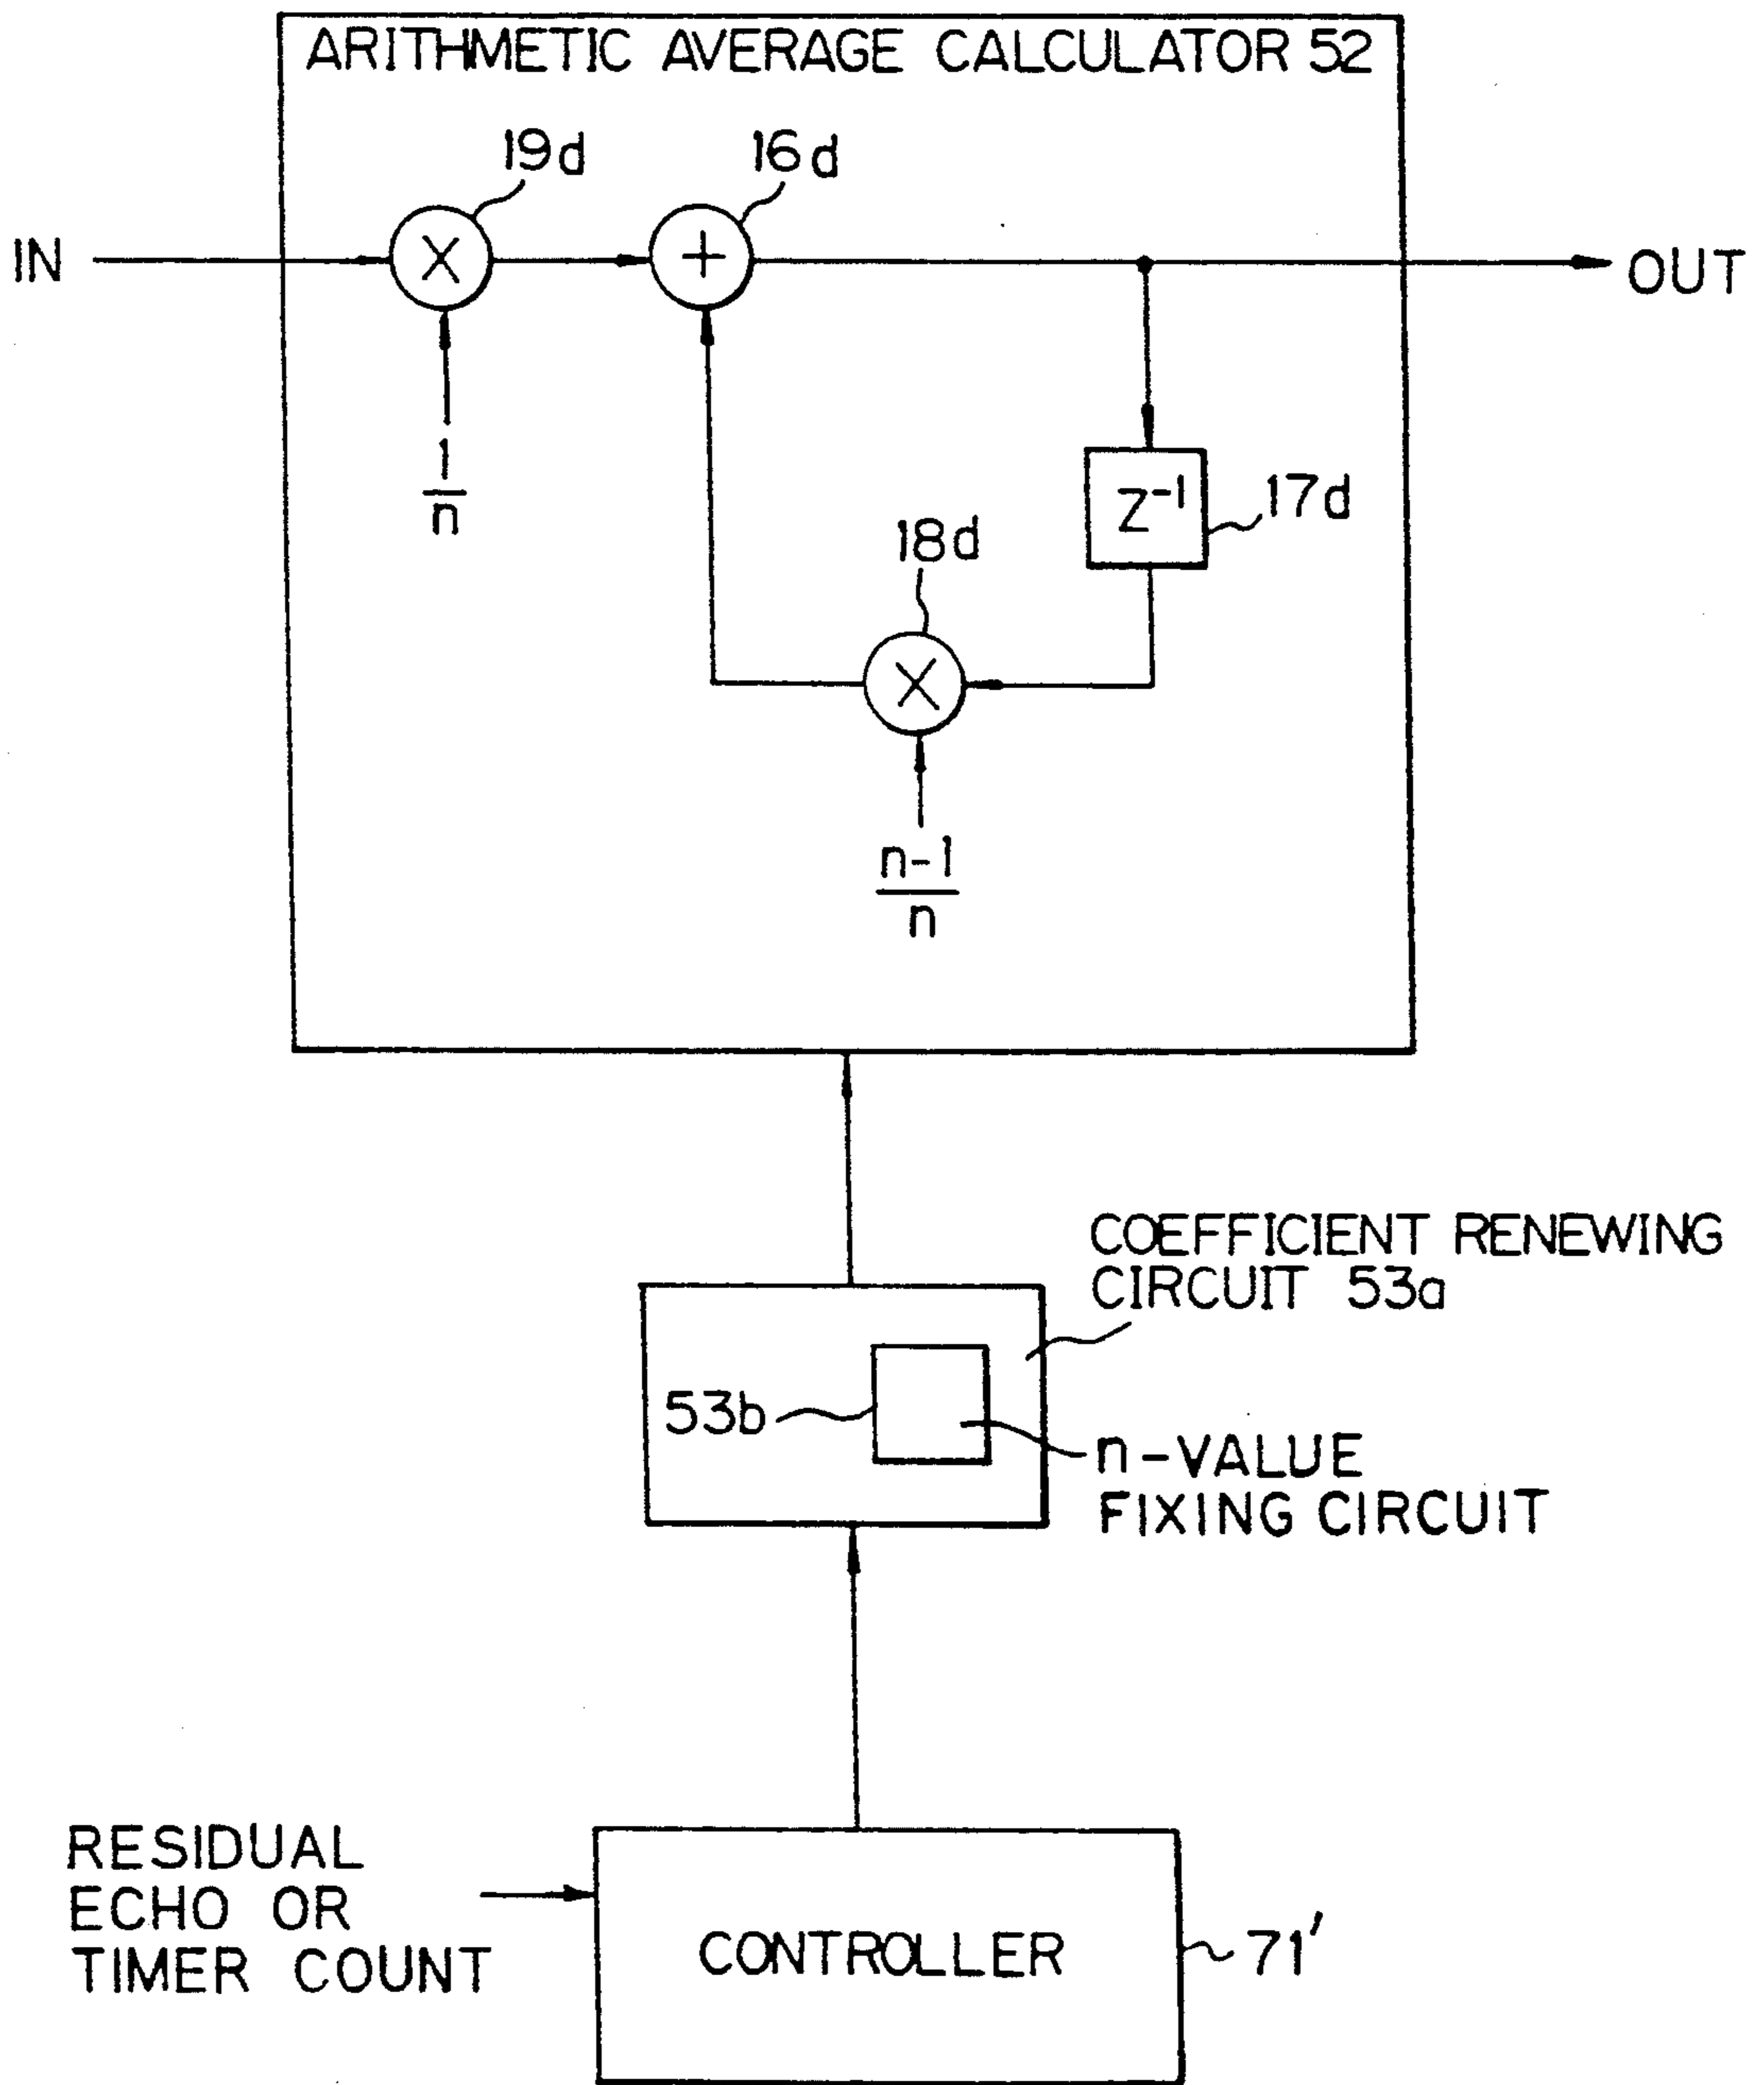 ARITHMETIC AVERAGE CALCULATOR 52
19d
16d
IN
×
+
OUT
1
n
Z⁻¹
17d
18d
×
n-1
n
COEFFICIENT RENEWING
CIRCUIT 53a
53b
n-VALUE
FIXING CIRCUIT
RESIDUAL
ECHO OR
TIMER COUNT
CONTROLLER
71′